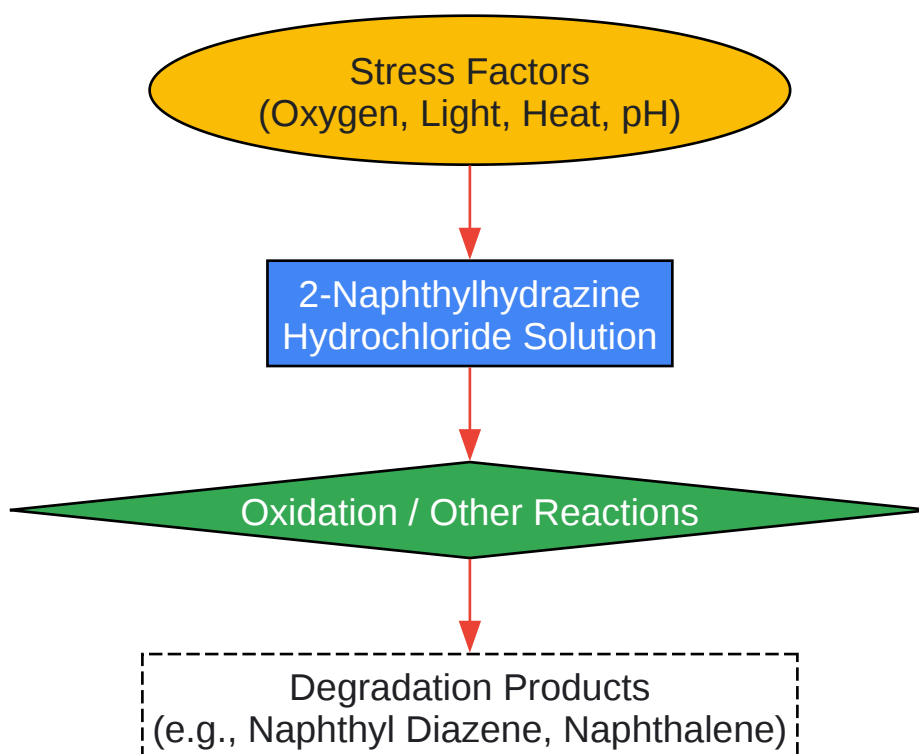 Stress Factors
(Oxygen, Light, Heat, pH)
2-Naphthylhydrazine
Hydrochloride Solution
Oxidation / Other Reactions
Degradation Products
(e.g., Naphthyl Diazene, Naphthalene)